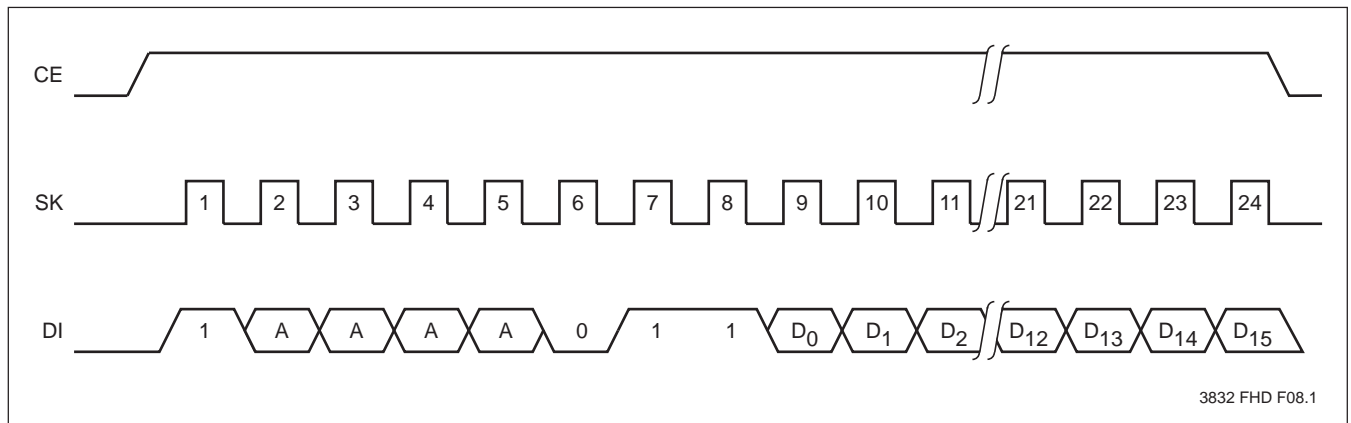 CE
SK 1 2 3 4 5 6 7 8 9 10 11 21 22 23 24
DI 1 A A A A 0 1 1 D0 D1 D2 D12 D13 D14 D15
3832 FHD F08.1